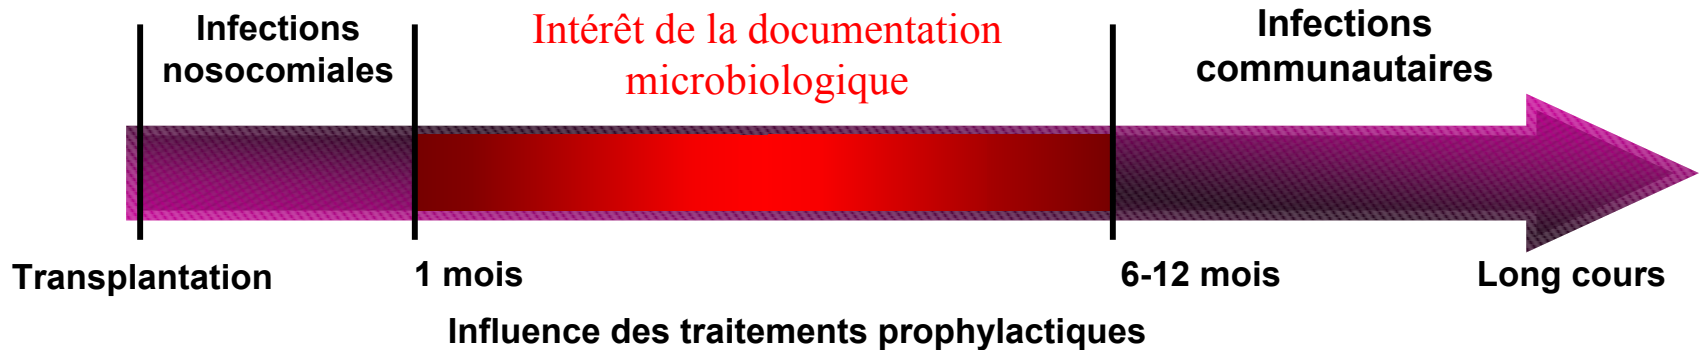 Infections
nosocomiales
Intérêt de la documentation
microbiologique
Infections
communautaires
Transplantation
1 mois
6-12 mois
Long cours
Influence des traitements prophylactiques